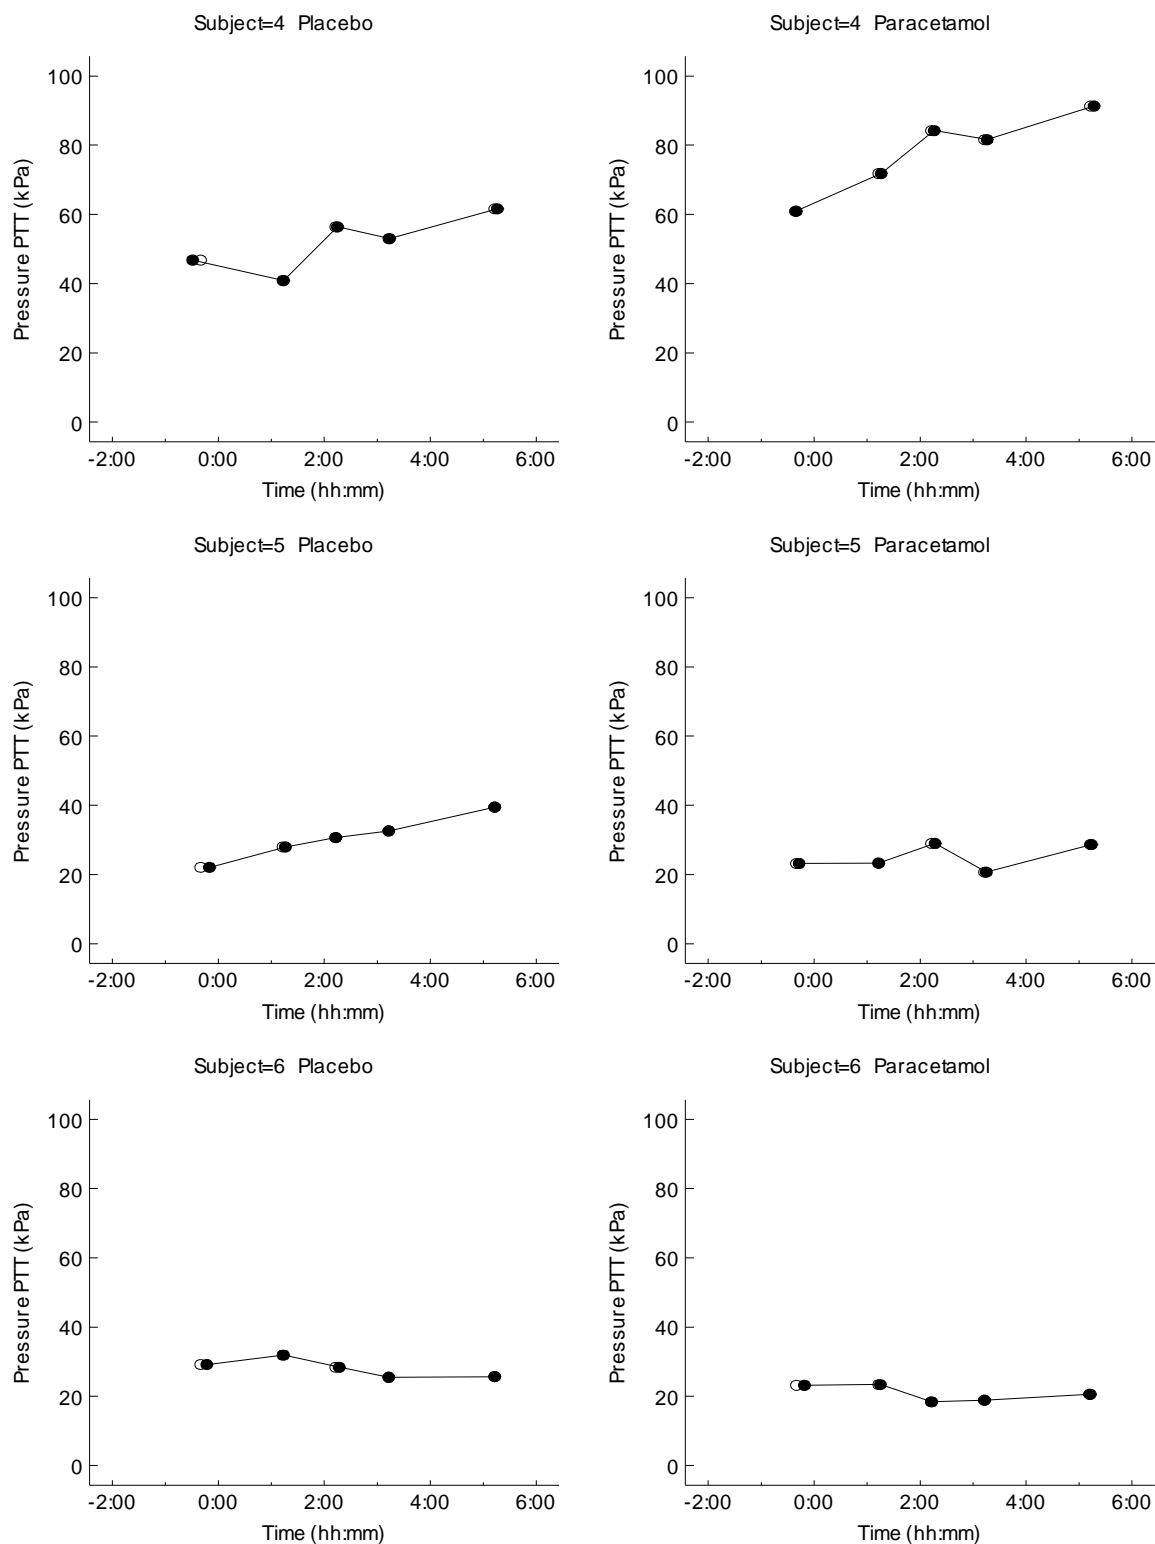 Subject=4 Placebo
Pressure PTT (kPa)
100
80
60
40
20
0
-2:00 0:00 2:00 4:00 6:00
Time (hh:mm)
Subject=4 Paracetamol
Pressure PTT (kPa)
100
80
60
40
20
0
-2:00 0:00 2:00 4:00 6:00
Time (hh:mm)
Subject=5 Placebo
Pressure PTT (kPa)
100
80
60
40
20
0
-2:00 0:00 2:00 4:00 6:00
Time (hh:mm)
Subject=5 Paracetamol
Pressure PTT (kPa)
100
80
60
40
20
0
-2:00 0:00 2:00 4:00 6:00
Time (hh:mm)
Subject=6 Placebo
Pressure PTT (kPa)
100
80
60
40
20
0
-2:00 0:00 2:00 4:00 6:00
Time (hh:mm)
Subject=6 Paracetamol
Pressure PTT (kPa)
100
80
60
40
20
0
-2:00 0:00 2:00 4:00 6:00
Time (hh:mm)